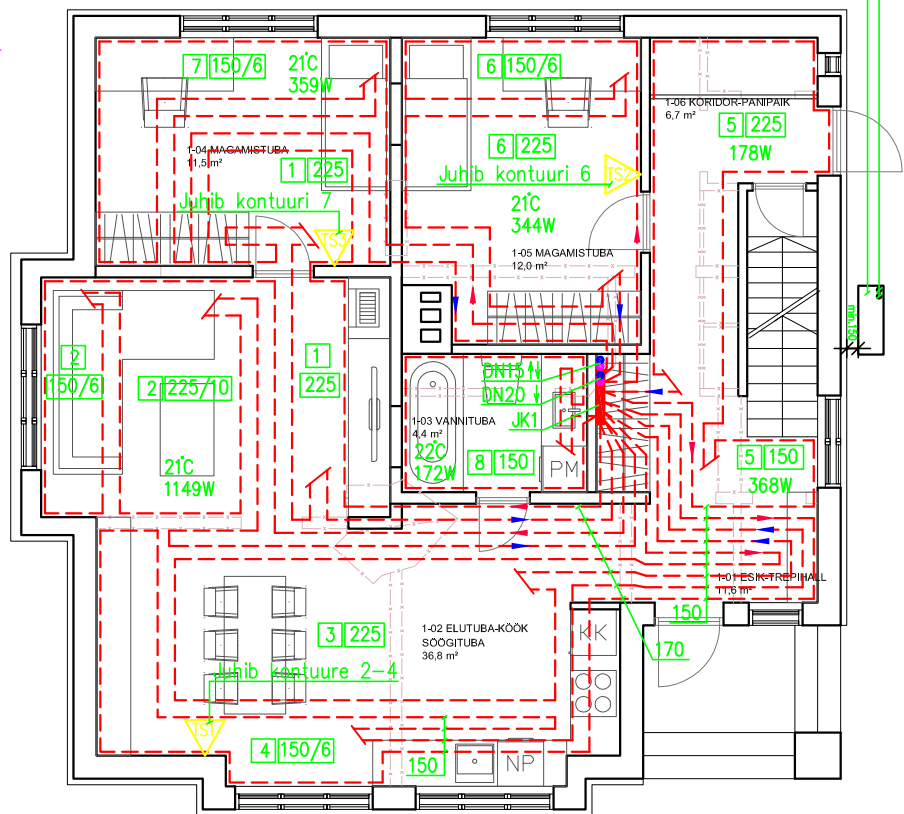 7 150/6
21°C
359W
6 150/6
1-06 KORIDOR-PANIPAIK
6,7 m²
5 225
178W
1-04 MAGAMISTUBA
11,5 m²
1 225
6 225
Juhib kontuuri 6
TS2
Juhib kontuuri 7
TS3
21°C
344W
1-05 MAGAMISTUBA
12,0 m²
min.150
2
150/6
2 225/10
1
225
DN15
DN20
JK1
1-03 VANNITUBA
4,4 m²
22°C
172W
8 150
PM
21°C
1149W
5 150
368W
1-01 ESIK-TREPIHALL
11,6 m²
150
170
3 225
1-02 ELUTUBA-KÖÖK
SÖÖGITUBA
36,8 m²
KK
Juhib kontuure 2-4
TS1
4 150/6
150
NP